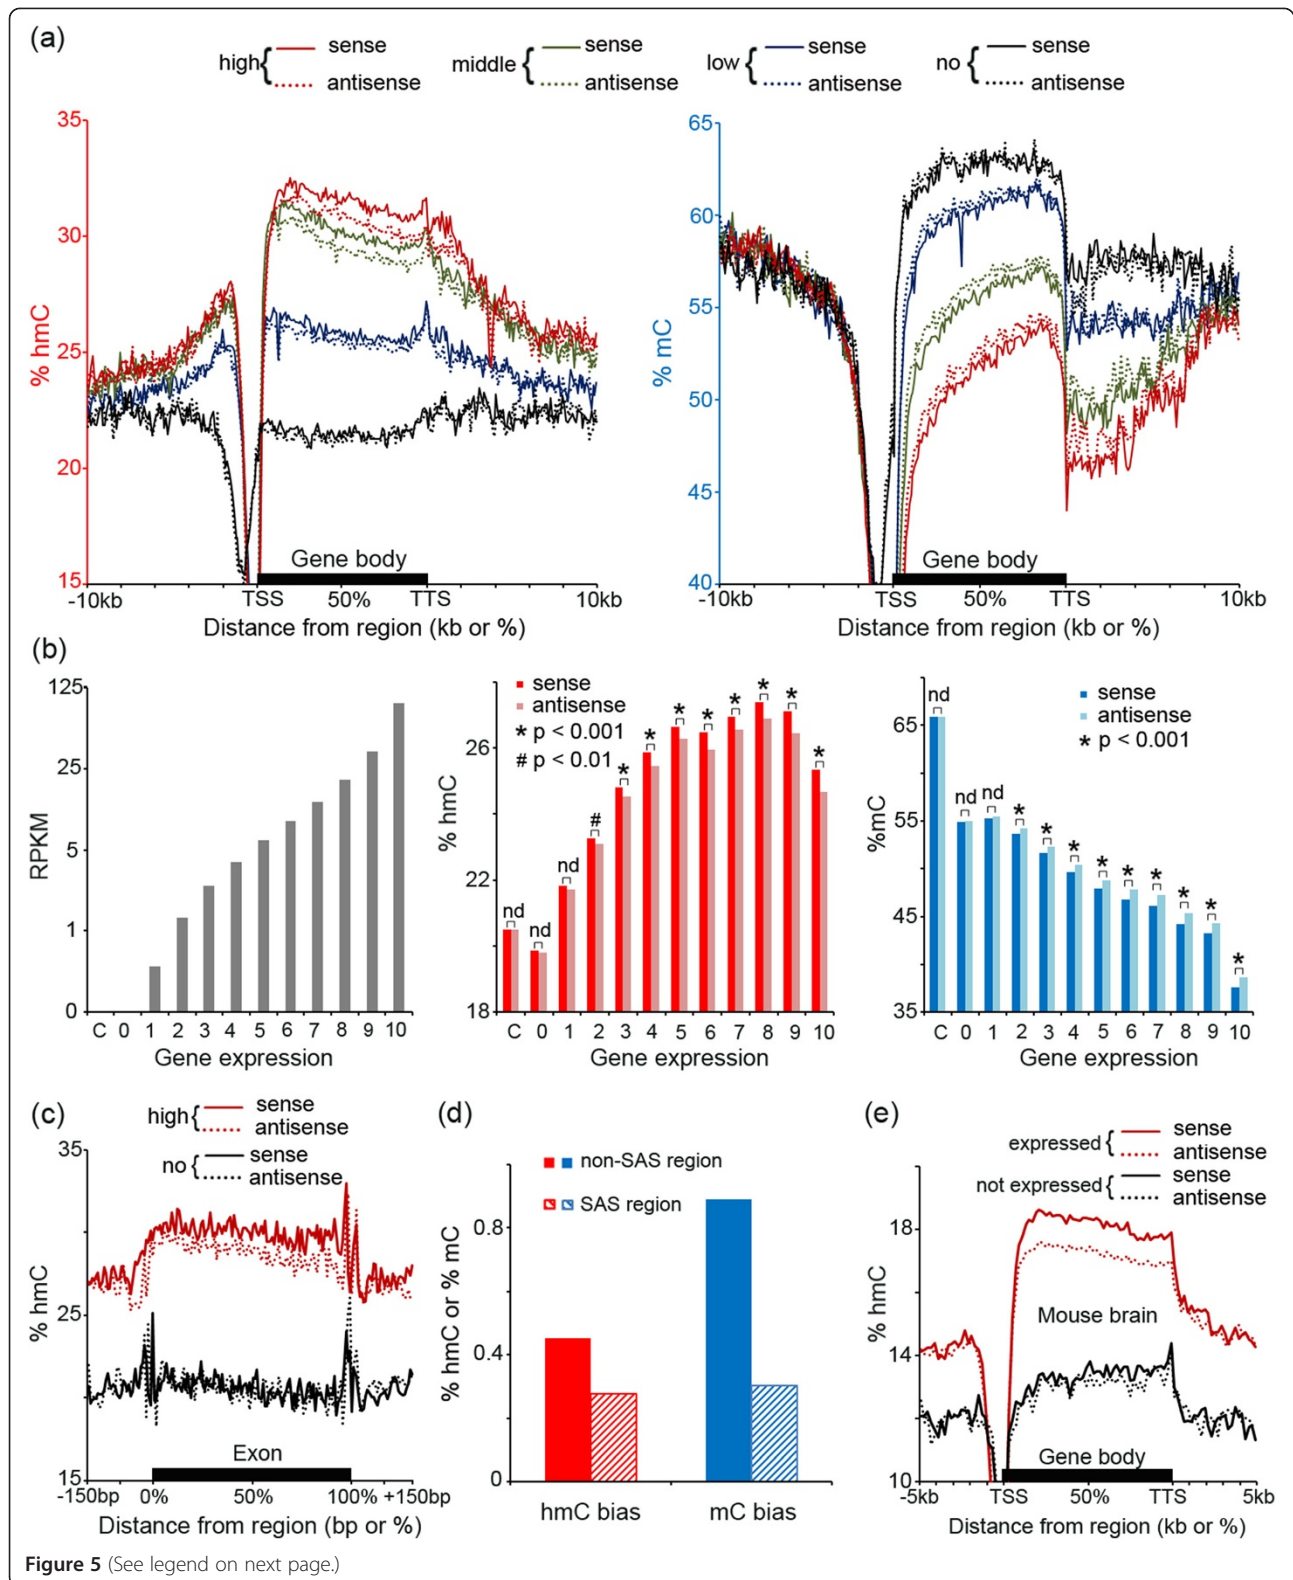 (a)
high { sense
antisense
middle { sense
antisense
low { sense
antisense
no { sense
antisense
% hmC
35
30
25
20
15
Gene body
-10kb TSS 50% TTS 10kb
Distance from region (kb or %)
% mC
65
60
55
50
45
40
Gene body
-10kb TSS 50% TTS 10kb
Distance from region (kb or %)
(b)
RPKM
125
25
5
1
0
C 0 1 2 3 4 5 6 7 8 9 10
Gene expression
sense
antisense
* p < 0.001
# p < 0.01
% hmC
26
22
18
nd nd nd # * * * * * * * *
C 0 1 2 3 4 5 6 7 8 9 10
Gene expression
sense
antisense
* p < 0.001
%mC
65
55
45
35
nd nd nd * * * * * * * * *
C 0 1 2 3 4 5 6 7 8 9 10
Gene expression
(c)
high { sense
antisense
no { sense
antisense
% hmC
35
25
15
Exon
-150bp 0% 50% 100% +150bp
Distance from region (bp or %)
(d)
non-SAS region
SAS region
% hmC or % mC
0.8
0.4
0
hmC bias mC bias
(e)
expressed { sense
antisense
not expressed { sense
antisense
% hmC
18
14
10
Mouse brain
Gene body
-5kb TSS 50% TTS 5kb
Distance from region (kb or %)
Figure 5 (See legend on next page.)